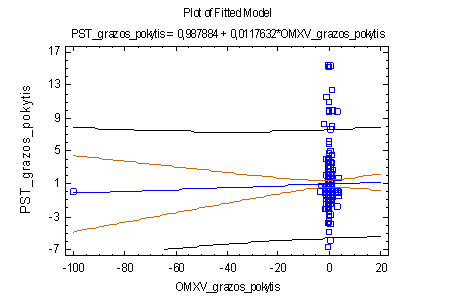 Plot of Fitted Model
PST_grazos_pokytis = 0,987884 + 0,0117632*OMXV_grazos_pokytis
17
13
9
5
1
-3
-7
PST_grazos_pokytis
-100 -80 -60 -40 -20 0 20
OMXV_grazos_pokytis